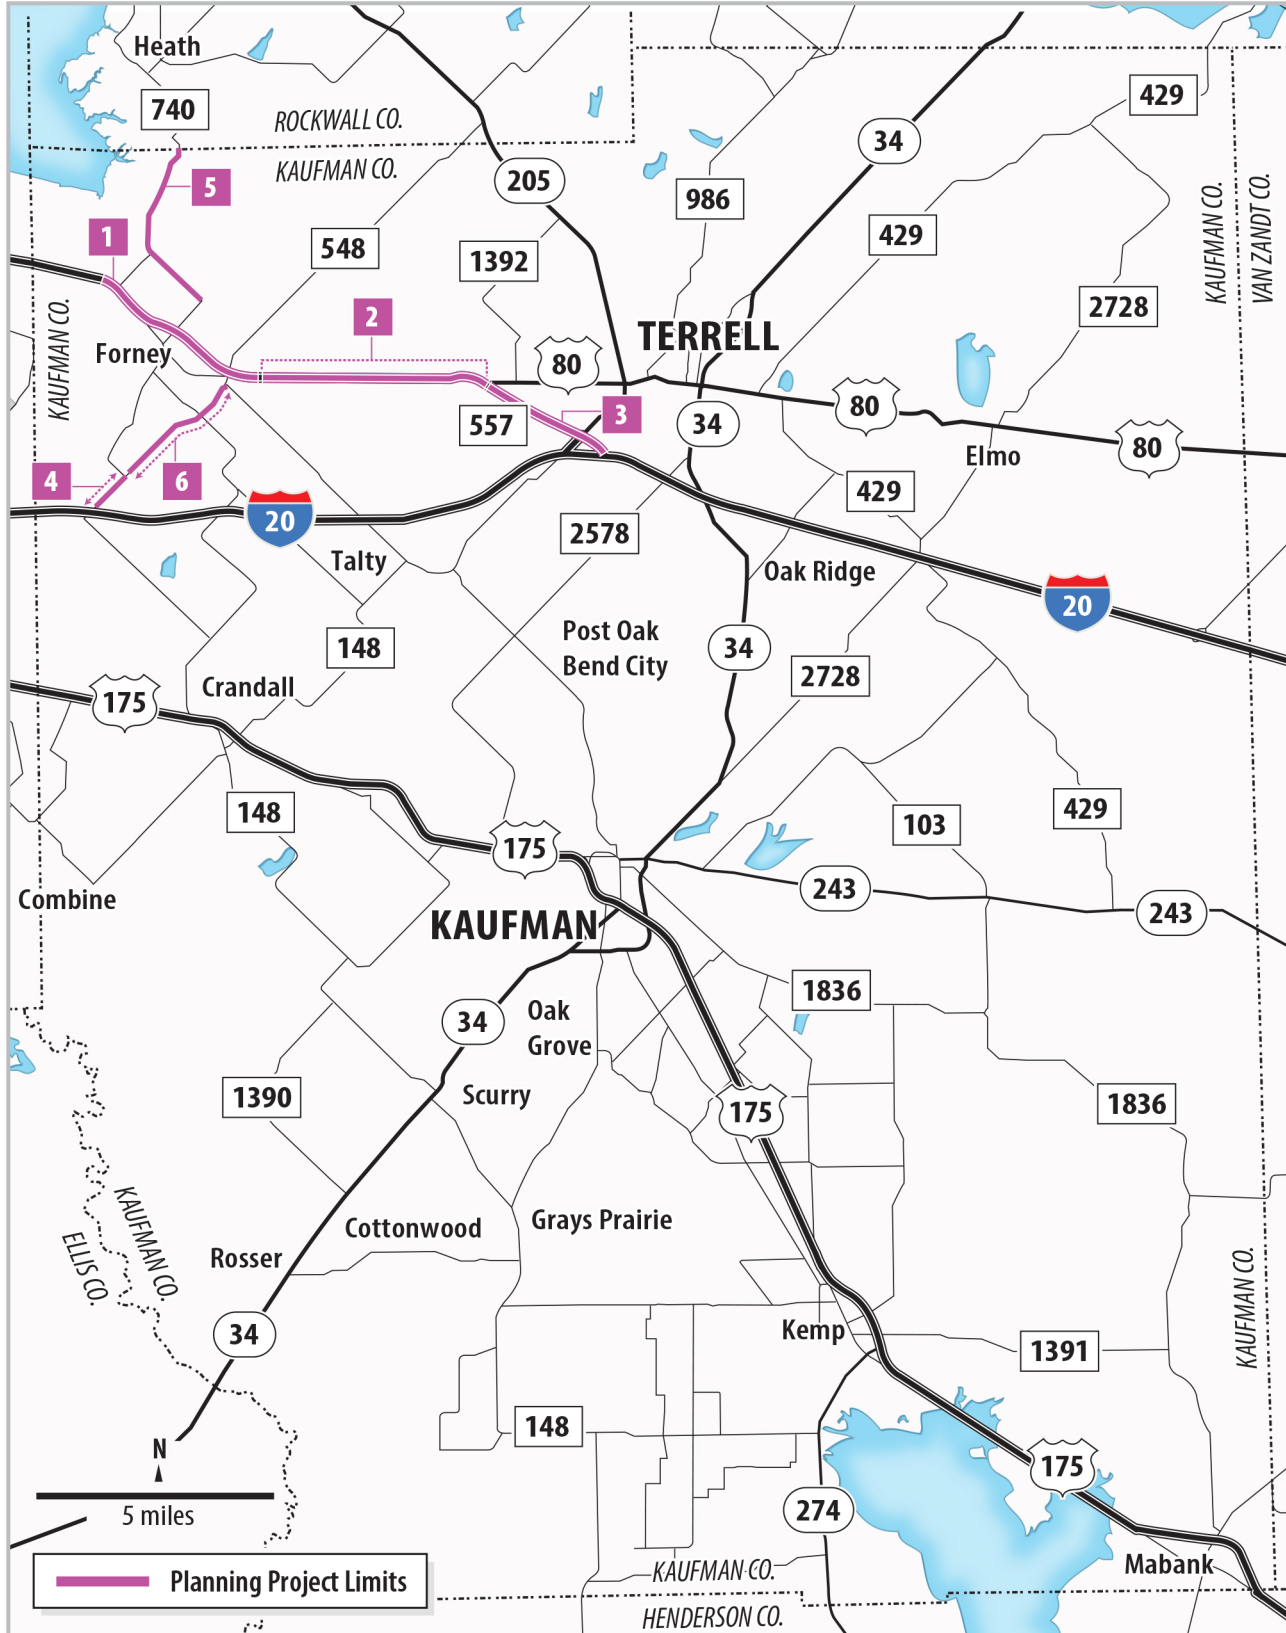 Heath
740
429
ROCKWALL CO.
KAUFMAN CO.
34
205
5
986
KAUFMAN CO.
VAN ZANDT CO.
1
548
1392
429
2728
2
KAUFMAN CO.
Forney
TERRELL
80
80
3
557
34
80
Elmo
4
6
429
20
2578
Talty
Oak Ridge
20
Post Oak
Bend City
148
34
2728
Crandall
175
148
103
429
175
243
243
Combine
KAUFMAN
1836
34
Oak
Grove
1390
Scurry
175
1836
KAUFMAN CO.
ELLIS CO.
Cottonwood
Grays Prairie
Rosser
34
Kemp
1391
KAUFMAN CO.
148
N
175
5 miles
274
Mabank
Planning Project Limits
KAUFMAN CO.
HENDERSON CO.